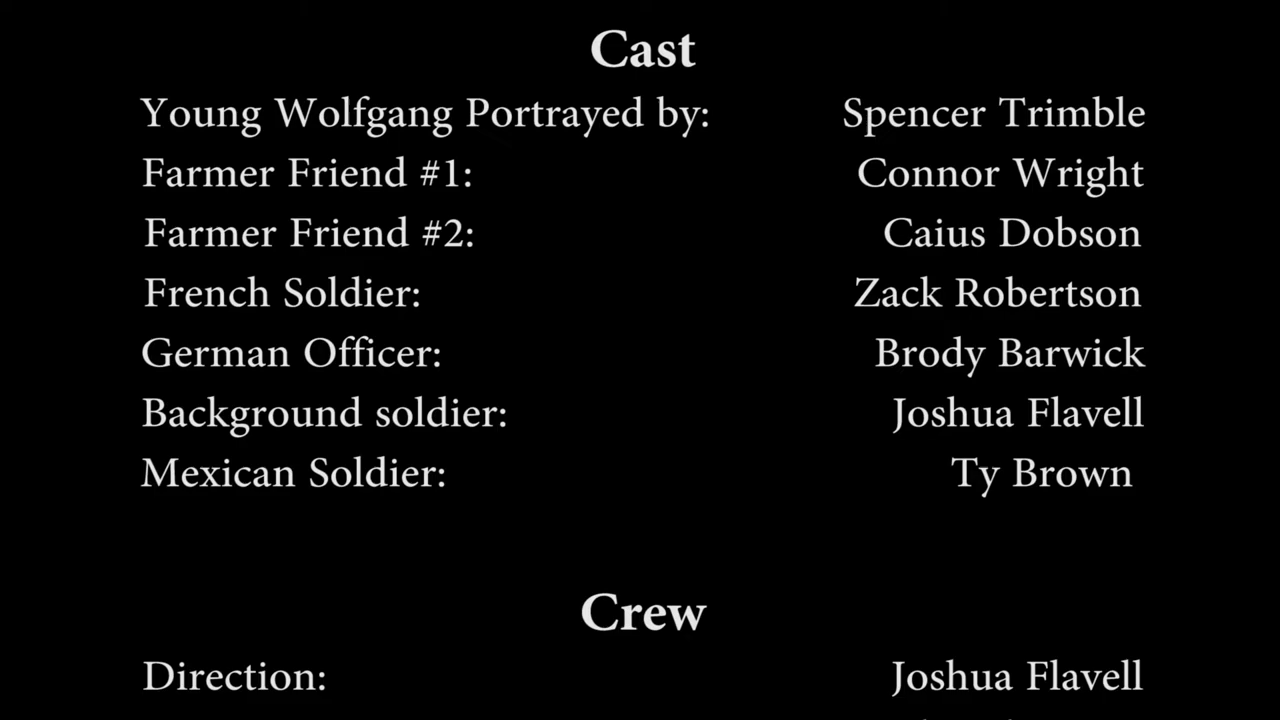 Cast
Young Wolfgang Portrayed by: Spencer Trimble
Farmer Friend #1: Connor Wright
Farmer Friend #2: Caius Dobson
French Soldier: Zack Robertson
German Officer: Brody Barwick
Background soldier: Joshua Flavell
Mexican Soldier: Ty Brown
Crew
Direction: Joshua Flavell